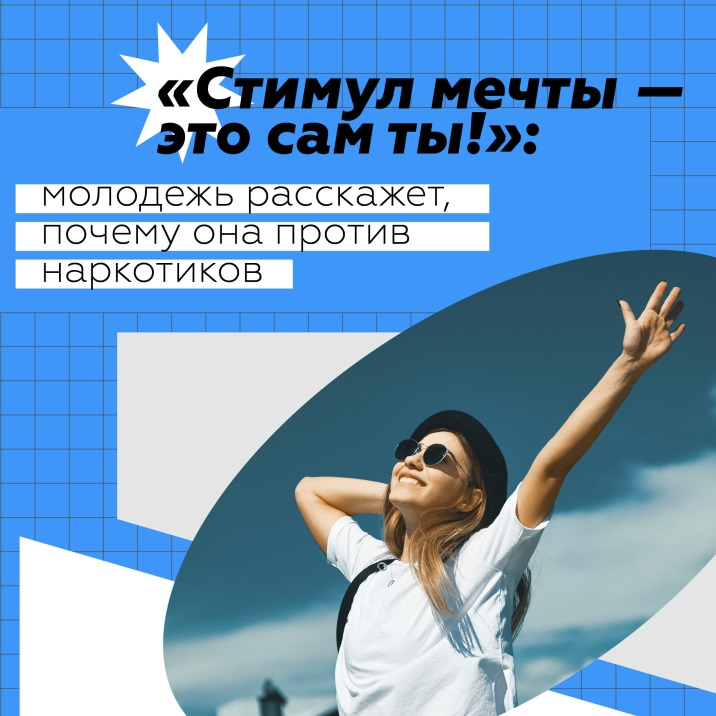 «Стимул мечты —
это сам ты!»:
молодежь расскажет,
почему она против
наркотиков